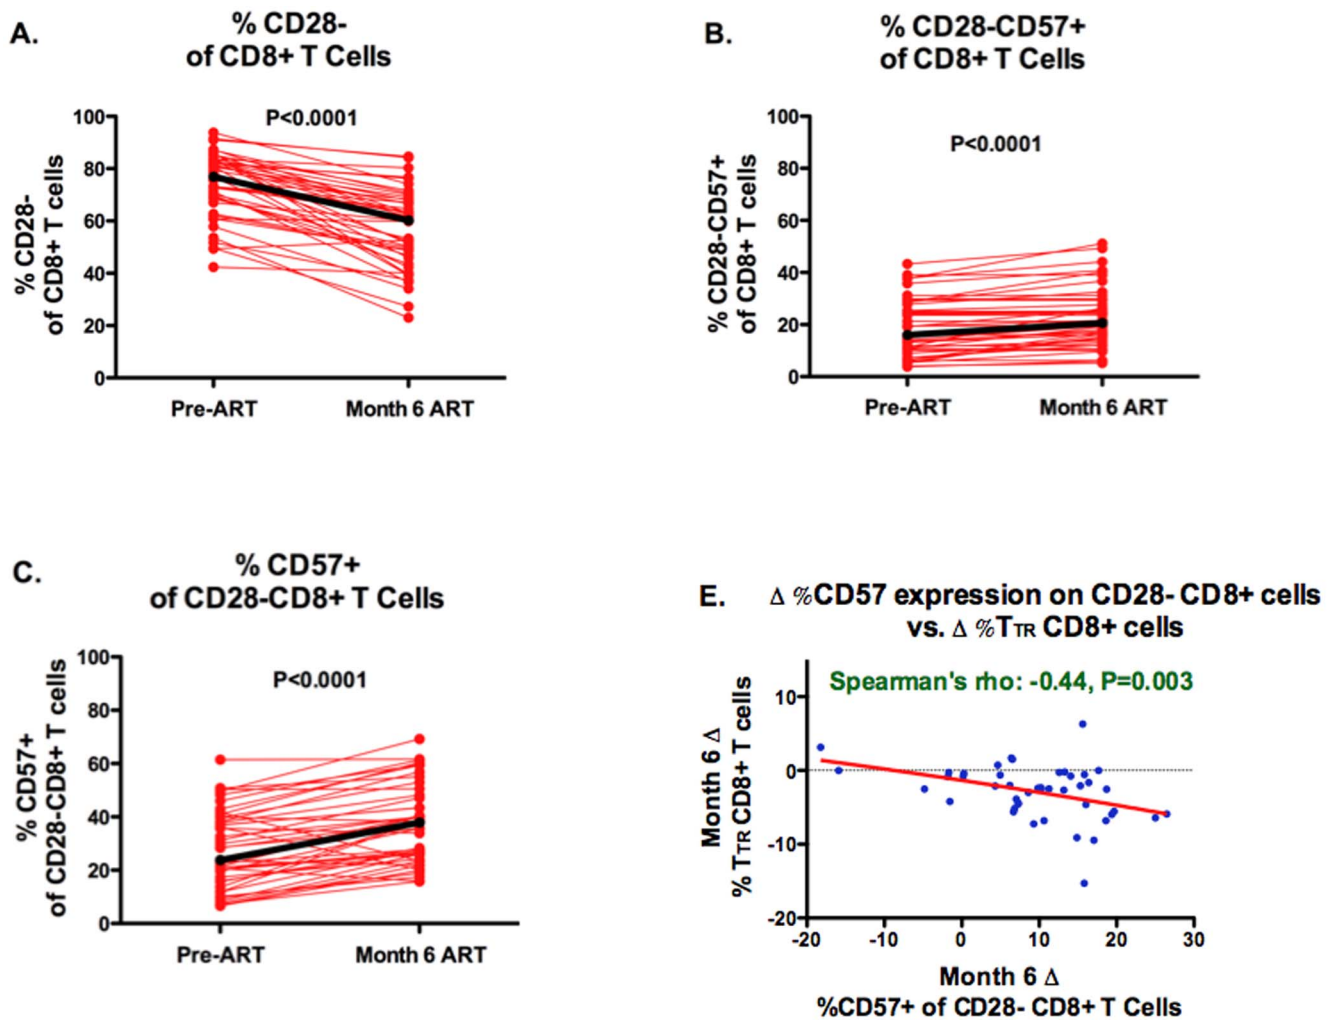 A.
% CD28-
of CD8+ T Cells
P<0.0001
100
80
60
40
20
0
% CD28-
of CD8+ T cells
Pre-ART
Month 6 ART
B.
% CD28-CD57+
of CD8+ T Cells
P<0.0001
100
80
60
40
20
0
% CD28-CD57+
of CD8+ T cells
Pre-ART
Month 6 ART
C.
% CD57+
of CD28-CD8+ T Cells
P<0.0001
100
80
60
40
20
0
% CD57+
of CD28-CD8+ T cells
Pre-ART
Month 6 ART
E.
Δ %CD57 expression on CD28- CD8+ cells
vs. Δ %TTR CD8+ cells
Spearman's rho: -0.44, P=0.003
10
0
-10
-20
Month 6 Δ
% TTR CD8+ T cells
-20 -10 0 10 20 30
Month 6 Δ
%CD57+ of CD28- CD8+ T Cells